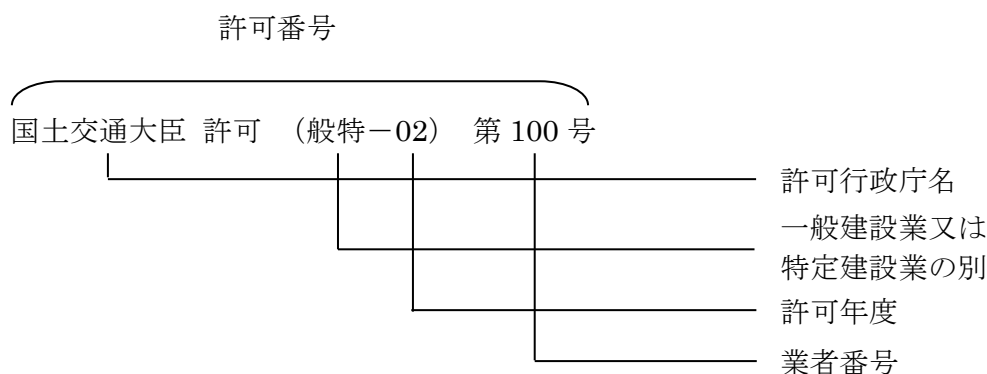 許可番号
国土交通大臣 許可 （般特－02） 第 100 号
許可行政庁名
一般建設業又は
特定建設業の別
許可年度
業者番号